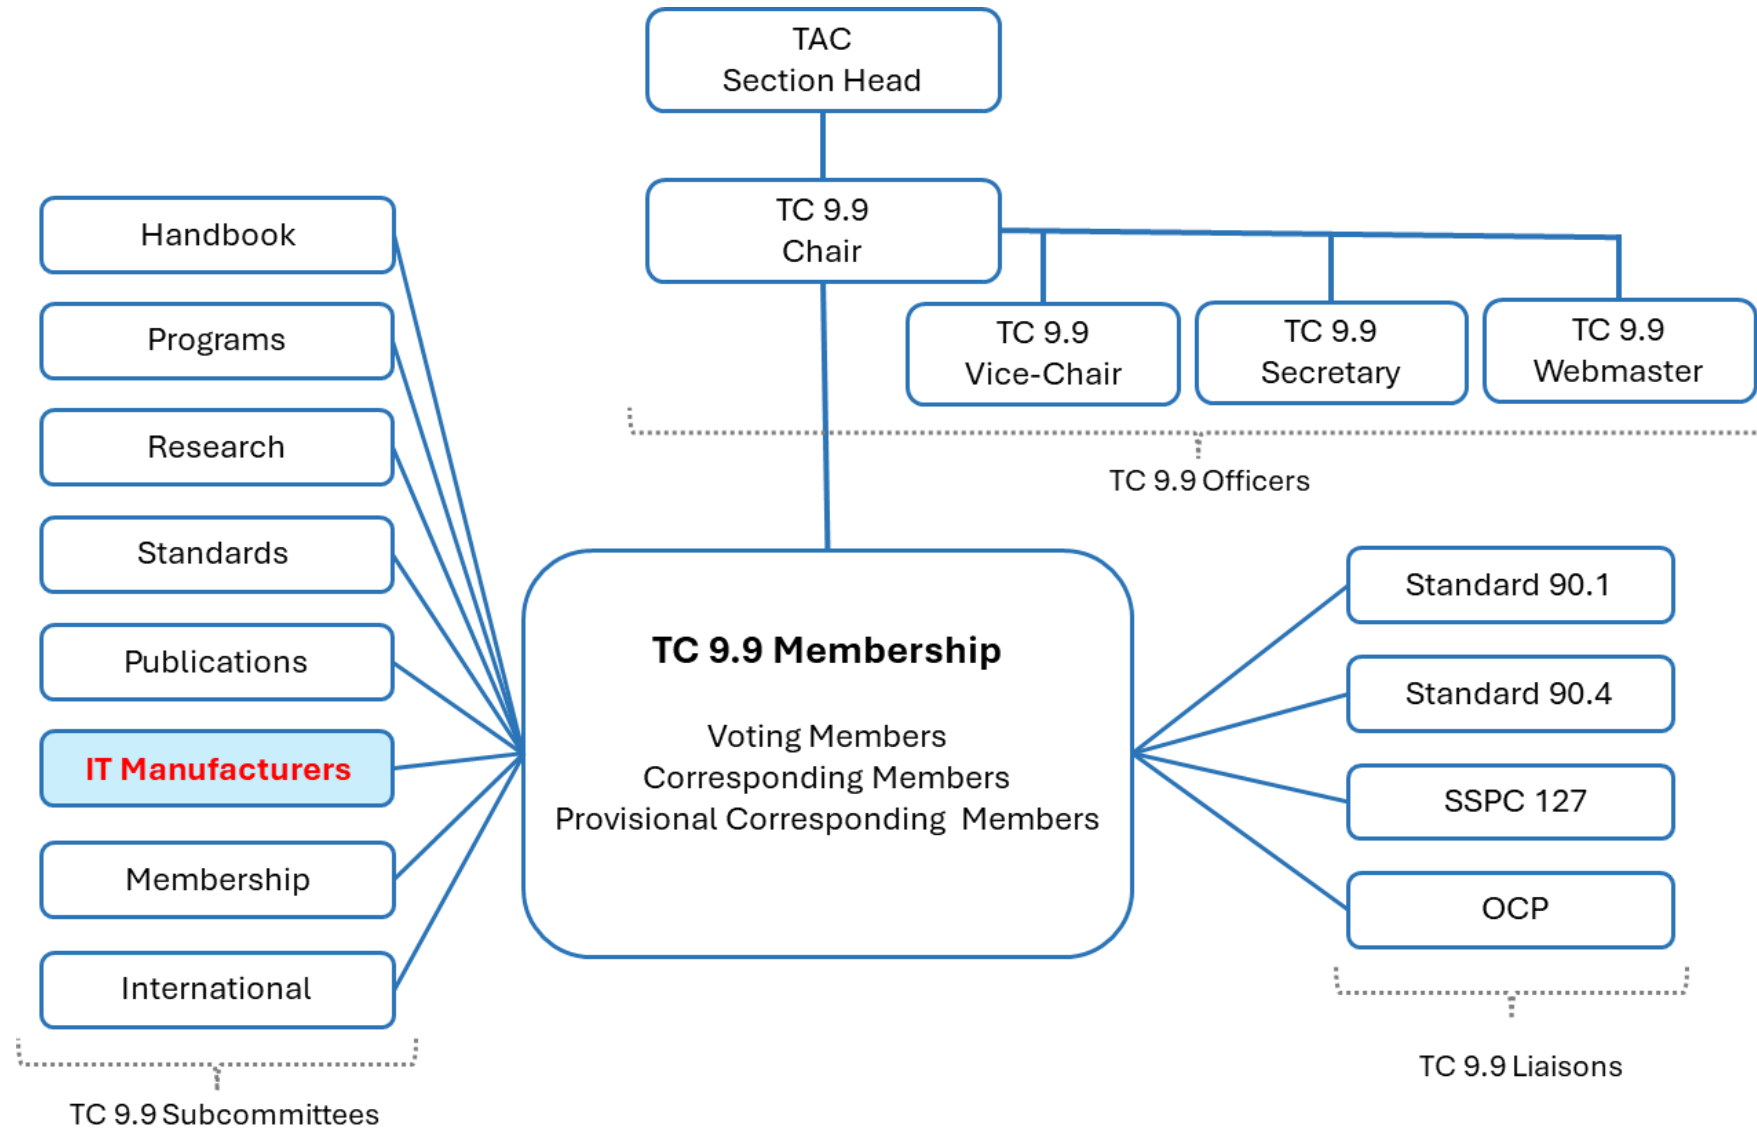 TAC
Section Head
TC 9.9
Chair
TC 9.9
Vice-Chair
TC 9.9
Secretary
TC 9.9
Webmaster
TC 9.9 Officers
Handbook
Programs
Research
Standards
Publications
IT Manufacturers
Membership
International
TC 9.9 Subcommittees
TC 9.9 Membership
Voting Members
Corresponding Members
Provisional Corresponding  Members
Standard 90.1
Standard 90.4
SSPC 127
OCP
TC 9.9 Liaisons